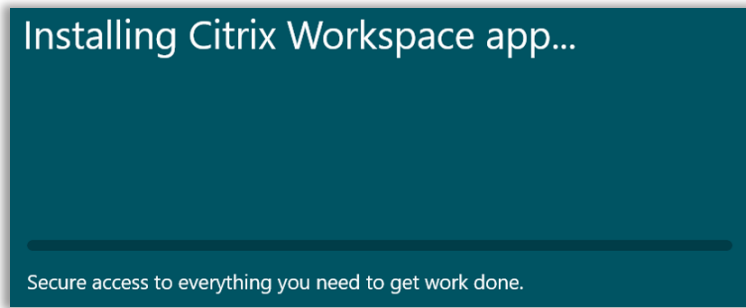 Installing Citrix Workspace app...
Secure access to everything you need to get work done.